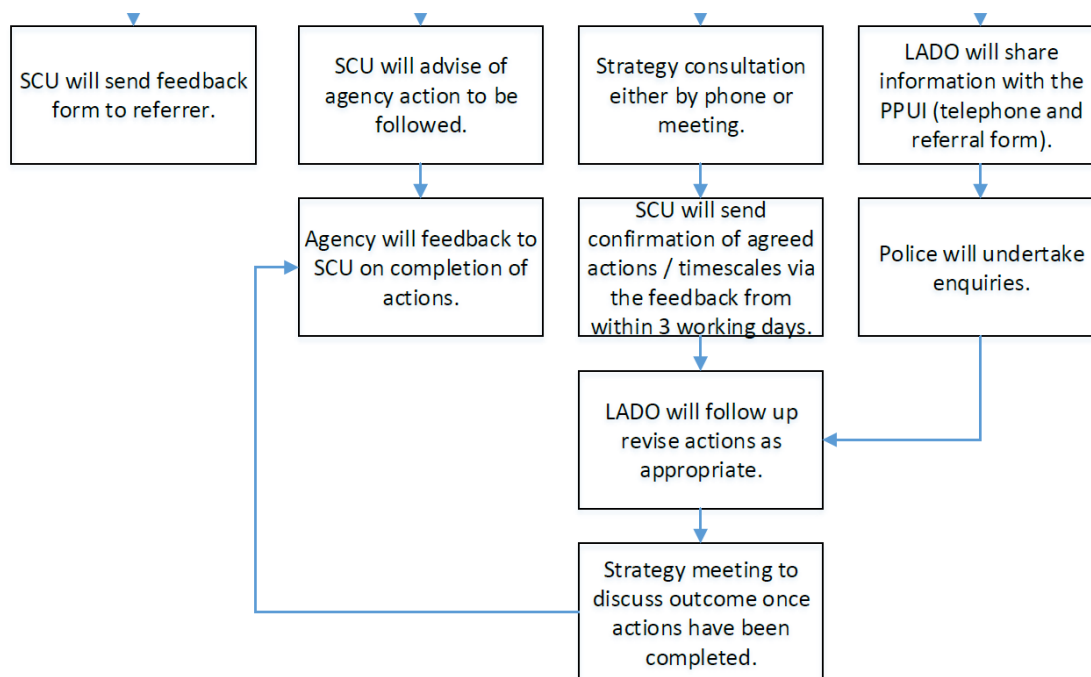 SCU will send feedback
form to referrer.
SCU will advise of
agency action to be
followed.
Strategy consultation
either by phone or
meeting.
LADO will share
information with the
PPUI (telephone and
referral form).
Agency will feedback to
SCU on completion of
actions.
SCU will send
confirmation of agreed
actions / timescales via
the feedback from
within 3 working days.
Police will undertake
enquiries.
LADO will follow up
revise actions as
appropriate.
Strategy meeting to
discuss outcome once
actions have been
completed.